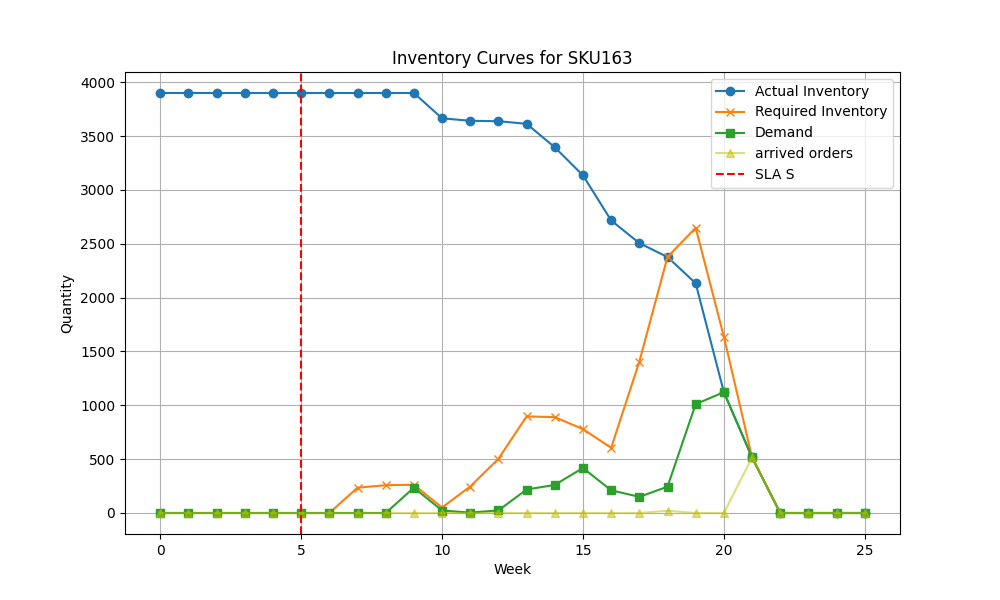 Inventory Curves for SKU163
Actual Inventory
Required Inventory
Demand
arrived orders
SLA S
Quantity
4000
3500
3000
2500
2000
1500
1000
500
0
0 5 10 15 20 25
Week